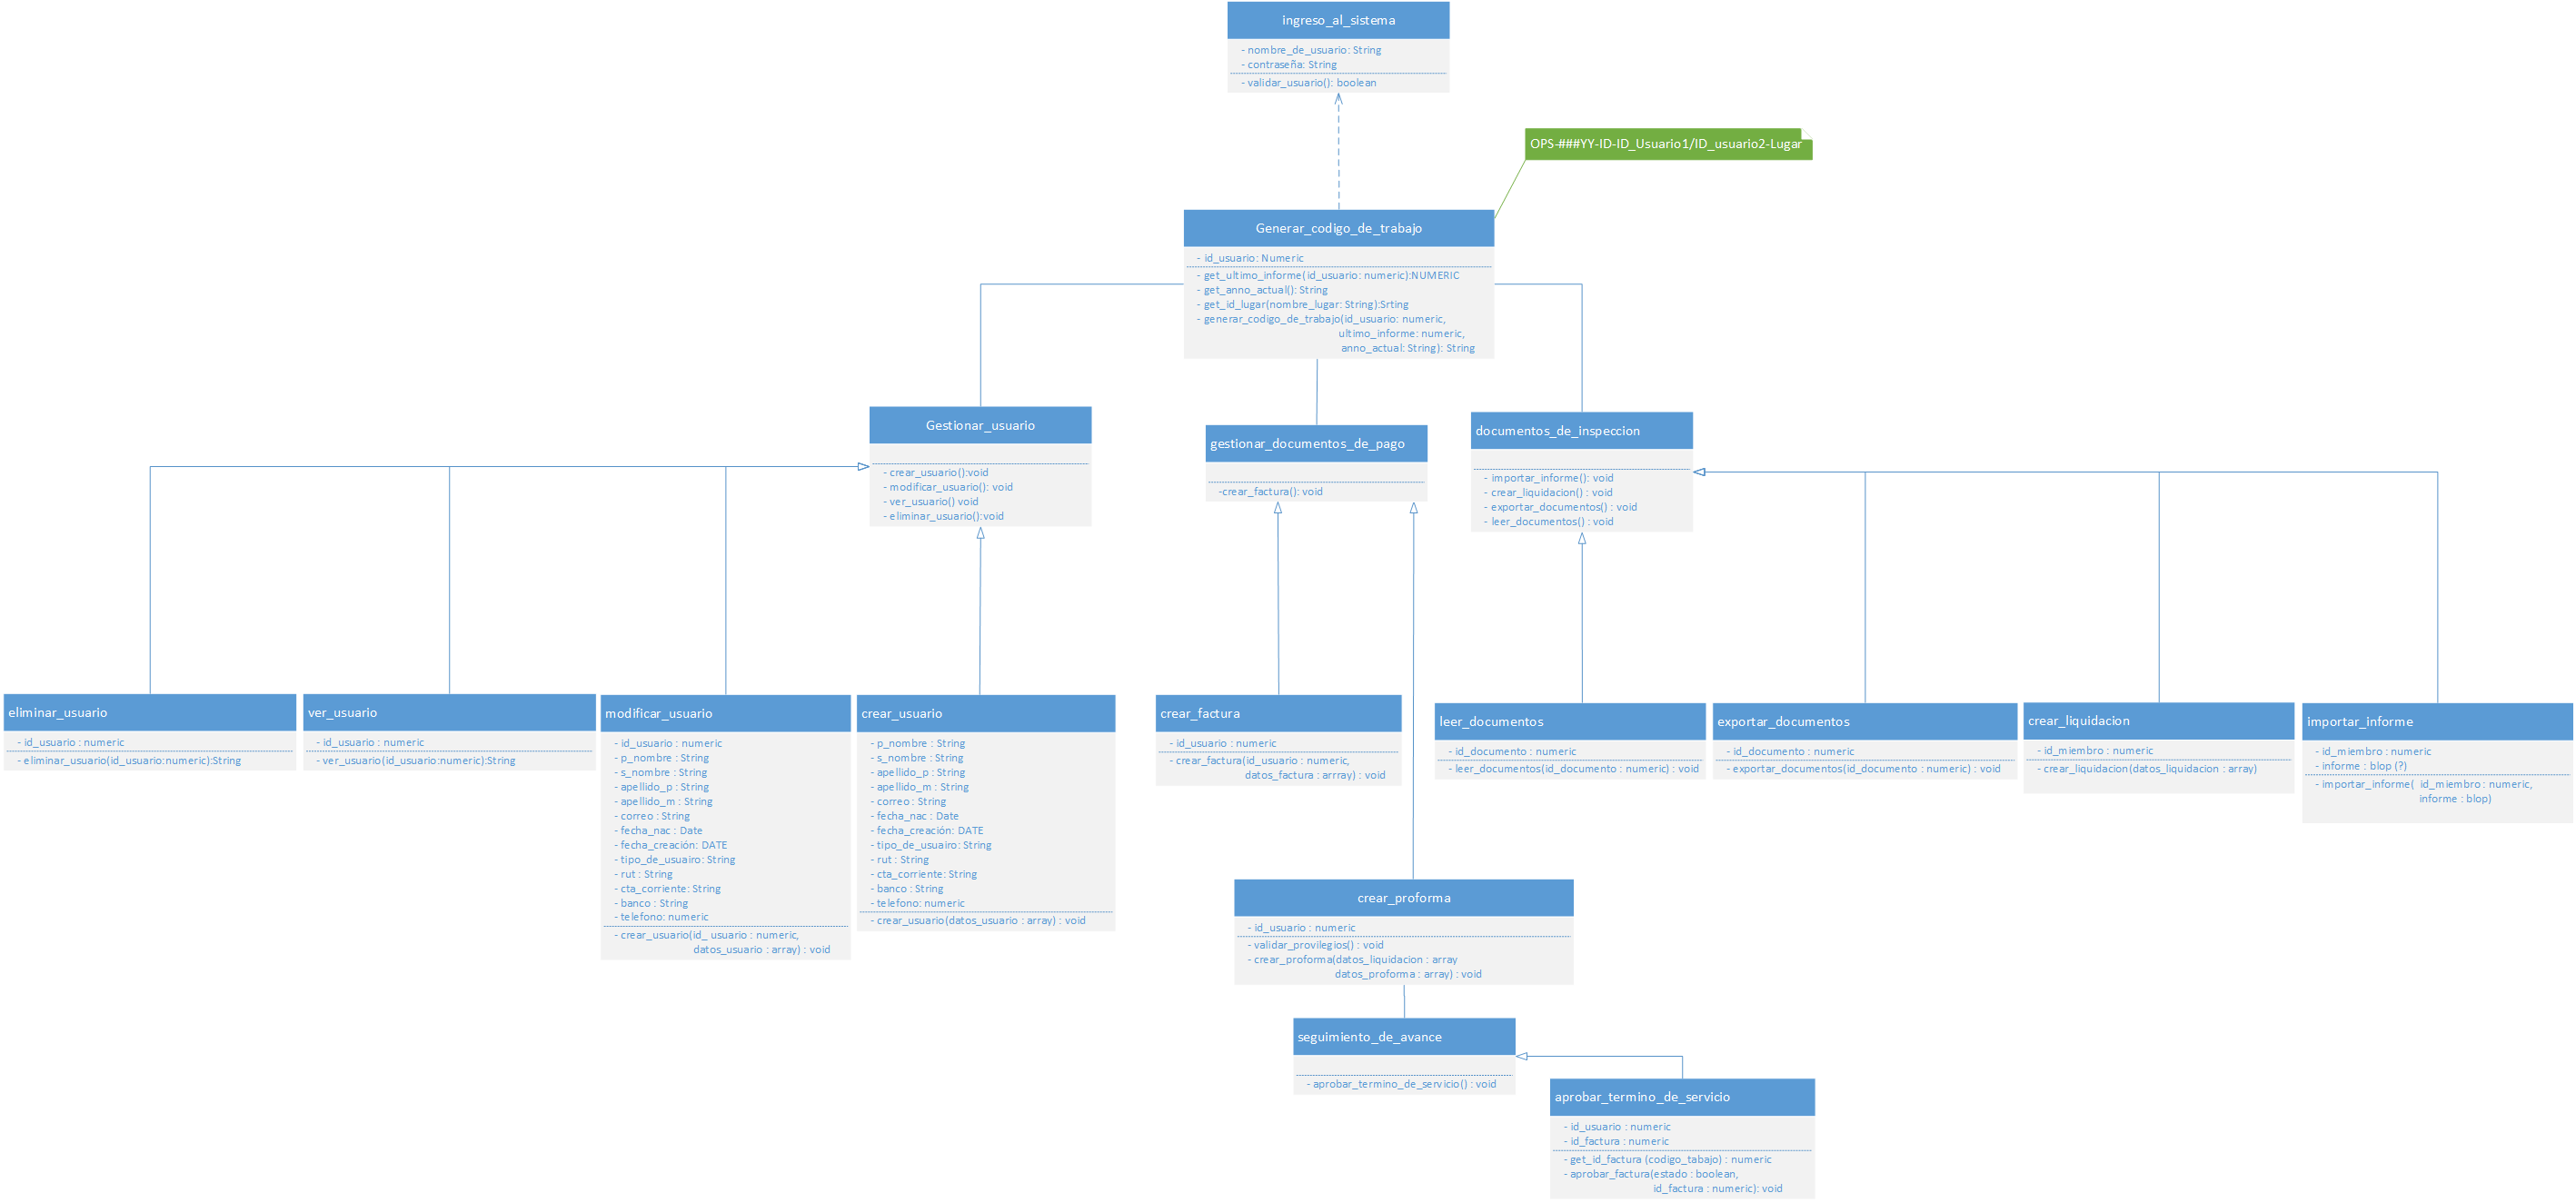 ingreso_al_sistema
- nombre_de_usuario: String
- contraseña: String
- validar_usuario(): boolean
OPS-###YY-ID-ID_Usuario1/ID_usuario2-Lugar
Generar_codigo_de_trabajo
- id_usuario: Numeric
- get_ultimo_informe(id_usuario: numeric):NUMERIC
- get_anno_actual(): String
- get_id_lugar(nombre_lugar: String):Srting
- generar_codigo_de_trabajo(id_usuario: numeric,
ultimo_informe: numeric,
anno_actual: String): String
Gestionar_usuario
- crear_usuario():void
- modificar_usuario(): void
- ver_usuario() void
- eliminar_usuario():void
gestionar_documentos_de_pago
-crear_factura(): void
documentos_de_inspeccion
- importar_informe(): void
- crear_liquidacion() : void
- exportar_documentos() : void
- leer_documentos() : void
eliminar_usuario
- id_usuario : numeric
- eliminar_usuario(id_usuario:numeric):String
ver_usuario
- id_usuario : numeric
- ver_usuario(id_usuario:numeric):String
modificar_usuario
- id_usuario : numeric
- p_nombre : String
- s_nombre : String
- apellido_p : String
- apellido_m : String
- correo : String
- fecha_nac : Date
- fecha_creación: DATE
- tipo_de_usuairo: String
- rut : String
- cta_corriente: String
- banco : String
- telefono: numeric
- crear_usuario(id_ usuario : numeric,
datos_usuario : array) : void
crear_usuario
- p_nombre : String
- s_nombre : String
- apellido_p : String
- apellido_m : String
- correo : String
- fecha_nac : Date
- fecha_creación: DATE
- tipo_de_usuairo: String
- rut : String
- cta_corriente: String
- banco : String
- telefono: numeric
- crear_usuario(datos_usuario : array) : void
crear_factura
- id_usuario : numeric
- crear_factura(id_usuario : numeric,
datos_factura : arrray) : void
leer_documentos
- id_documento : numeric
- leer_documentos(id_documento : numeric) : void
exportar_documentos
- id_documento : numeric
- exportar_documentos(id_documento : numeric) : void
crear_liquidacion
- id_miembro : numeric
- crear_liquidacion(datos_liquidacion : array)
importar_informe
- id_miembro : numeric
- informe : blop (?)
- importar_informe( id_miembro : numeric,
informe : blop)
crear_proforma
- id_usuario : numeric
- validar_provilegios() : void
- crear_proforma(datos_liquidacion : array
datos_proforma : array) : void
seguimiento_de_avance
- aprobar_termino_de_servicio() : void
aprobar_termino_de_servicio
- id_usuario : numeric
- id_factura : numeric
- get_id_factura (codigo_tabajo) : numeric
- aprobar_factura(estado : boolean,
id_factura : numeric): void